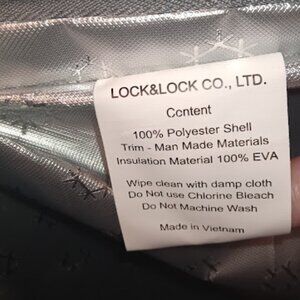 LOCK&LOCK CO., LTD.
Content
100% Polyester Shell
Trim - Man Made Materials
Insulation Material 100% EVA
Wipe clean with damp cloth
Do Not use Chlorine Bleach
Do Not Machine Wash
Made in Vietnam